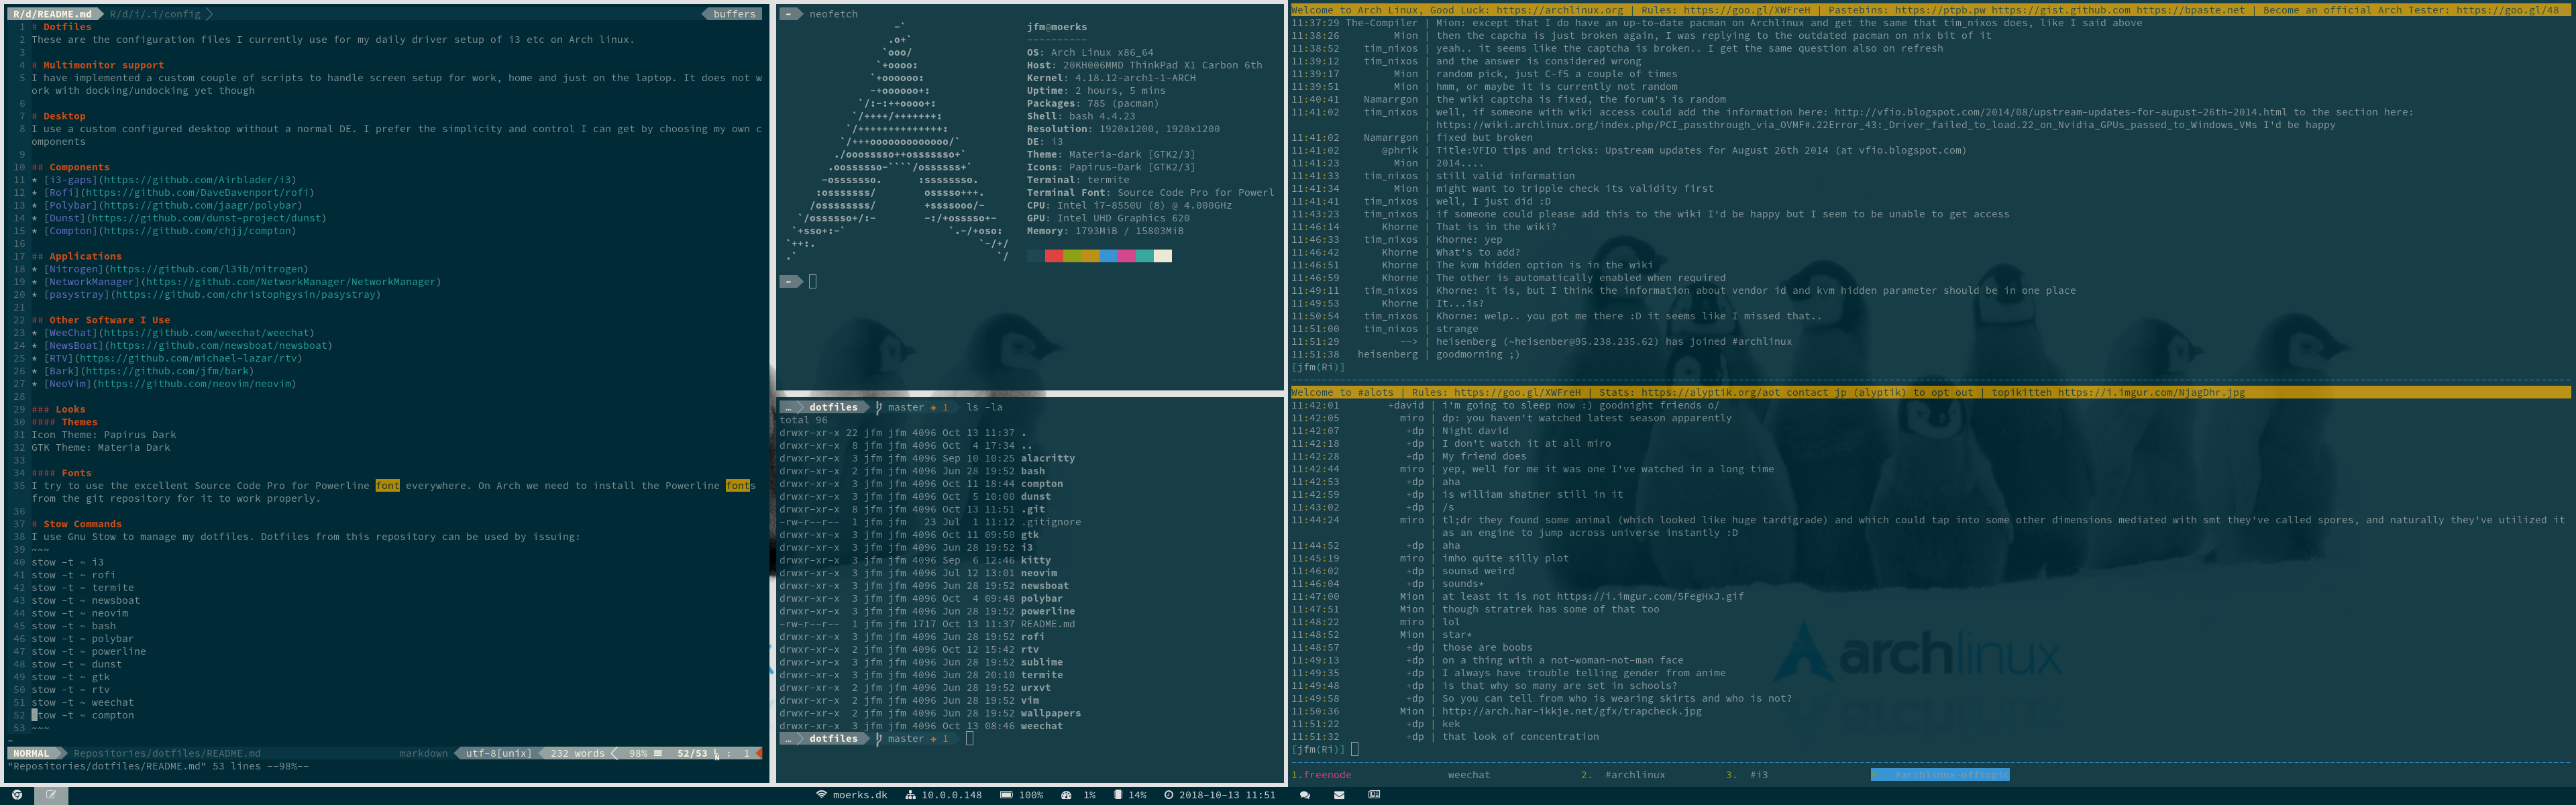 R/d/README.md R/d/i/.i/config buffers
1 # Dotfiles
2 These are the configuration files I currently use for my daily driver setup of i3 etc on Arch linux.
3
4 # Multimonitor support
5 I have implemented a custom couple of scripts to handle screen setup for work, home and just on the laptop. It does not w
ork with docking/undocking yet though
6
7 # Desktop
8 I use a custom configured desktop without a normal DE. I prefer the simplicity and control I can get by choosing my own c
omponents
9
10 ## Components
11 * [i3-gaps](https://github.com/Airblader/i3)
12 * [Rofi](https://github.com/DaveDavenport/rofi)
13 * [Polybar](https://github.com/jaagr/polybar)
14 * [Dunst](https://github.com/dunst-project/dunst)
15 * [Compton](https://github.com/chjj/compton)
16
17 ## Applications
18 * [Nitrogen](https://github.com/l3ib/nitrogen)
19 * [NetworkManager](https://github.com/NetworkManager/NetworkManager)
20 * [pasystray](https://github.com/christophgysin/pasystray)
21
22 ## Other Software I Use
23 * [WeeChat](https://github.com/weechat/weechat)
24 * [NewsBoat](https://github.com/newsboat/newsboat)
25 * [RTV](https://github.com/michael-lazar/rtv)
26 * [Bark](https://github.com/jfm/bark)
27 * [NeoVim](https://github.com/neovim/neovim)
28
29 ### Looks
30 #### Themes
31 Icon Theme: Papirus Dark
32 GTK Theme: Materia Dark
33
34 #### Fonts
35 I try to use the excellent Source Code Pro for Powerline font everywhere. On Arch we need to install the Powerline fonts
from the git repository for it to work properly.
36
37 # Stow Commands
38 I use Gnu Stow to manage my dotfiles. Dotfiles from this repository can be used by issuing:
39 ~~~
40 stow -t ~ i3
41 stow -t ~ rofi
42 stow -t ~ termite
43 stow -t ~ newsboat
44 stow -t ~ neovim
45 stow -t ~ bash
46 stow -t ~ polybar
47 stow -t ~ powerline
48 stow -t ~ dunst
49 stow -t ~ gtk
50 stow -t ~ rtv
51 stow -t ~ weechat
52 stow -t ~ compton
53 ~~~
~
NORMAL Repositories/dotfiles/README.md markdown utf-8[unix] 232 words 98% 52/53 : 1
"Repositories/dotfiles/README.md" 53 lines --98%--
~ neofetch
jfm@moerks
----------
OS: Arch Linux x86_64
Host: 20KH006MMD ThinkPad X1 Carbon 6th
Kernel: 4.18.12-arch1-1-ARCH
Uptime: 2 hours, 5 mins
Packages: 785 (pacman)
Shell: bash 4.4.23
Resolution: 1920x1200, 1920x1200
DE: i3
Theme: Materia-dark [GTK2/3]
Icons: Papirus-Dark [GTK2/3]
Terminal: termite
Terminal Font: Source Code Pro for Powerl
CPU: Intel i7-8550U (8) @ 4.000GHz
GPU: Intel UHD Graphics 620
Memory: 1793MiB / 15803MiB
~
… dotfiles master + 1 ls -la
total 96
drwxr-xr-x 22 jfm jfm 4096 Oct 13 11:37 .
drwxr-xr-x 8 jfm jfm 4096 Oct 4 17:34 ..
drwxr-xr-x 3 jfm jfm 4096 Sep 10 10:25 alacritty
drwxr-xr-x 2 jfm jfm 4096 Jun 28 19:52 bash
drwxr-xr-x 3 jfm jfm 4096 Oct 11 18:44 compton
drwxr-xr-x 3 jfm jfm 4096 Oct 5 10:00 dunst
drwxr-xr-x 8 jfm jfm 4096 Oct 13 11:51 .git
-rw-r--r-- 1 jfm jfm 23 Jul 1 11:12 .gitignore
drwxr-xr-x 3 jfm jfm 4096 Oct 11 09:50 gtk
drwxr-xr-x 3 jfm jfm 4096 Jun 28 19:52 i3
drwxr-xr-x 3 jfm jfm 4096 Sep 6 12:46 kitty
drwxr-xr-x 3 jfm jfm 4096 Jul 12 13:01 neovim
drwxr-xr-x 3 jfm jfm 4096 Jun 28 19:52 newsboat
drwxr-xr-x 3 jfm jfm 4096 Oct 4 09:48 polybar
drwxr-xr-x 3 jfm jfm 4096 Jun 28 19:52 powerline
-rw-r--r-- 1 jfm jfm 1717 Oct 13 11:37 README.md
drwxr-xr-x 3 jfm jfm 4096 Jun 28 19:52 rofi
drwxr-xr-x 2 jfm jfm 4096 Oct 12 15:42 rtv
drwxr-xr-x 3 jfm jfm 4096 Jun 28 19:52 sublime
drwxr-xr-x 3 jfm jfm 4096 Jun 28 20:10 termite
drwxr-xr-x 2 jfm jfm 4096 Jun 28 19:52 urxvt
drwxr-xr-x 2 jfm jfm 4096 Jun 28 19:52 vim
drwxr-xr-x 2 jfm jfm 4096 Jun 28 19:52 wallpapers
drwxr-xr-x 3 jfm jfm 4096 Oct 13 08:46 weechat
… dotfiles master + 1
Welcome to Arch Linux, Good Luck: https://archlinux.org | Rules: https://goo.gl/XWFreH | Pastebins: https://ptpb.pw https://gist.github.com https://bpaste.net | Become an official Arch Tester: https://goo.gl/48
11:37:29 The-Compiler | Mion: except that I do have an up-to-date pacman on Archlinux and get the same that tim_nixos does, like I said above
11:38:26 Mion | then the capcha is just broken again, I was replying to the outdated pacman on nix bit of it
11:38:52 tim_nixos | yeah.. it seems like the captcha is broken.. I get the same question also on refresh
11:39:12 tim_nixos | and the answer is considered wrong
11:39:17 Mion | random pick, just C-f5 a couple of times
11:39:51 Mion | hmm, or maybe it is currently not random
11:40:41 Namarrgon | the wiki captcha is fixed, the forum's is random
11:41:02 tim_nixos | well, if someone with wiki access could add the information here: http://vfio.blogspot.com/2014/08/upstream-updates-for-august-26th-2014.html to the section here:
| https://wiki.archlinux.org/index.php/PCI_passthrough_via_OVMF#.22Error_43:_Driver_failed_to_load.22_on_Nvidia_GPUs_passed_to_Windows_VMs I'd be happy
11:41:02 Namarrgon | fixed but broken
11:41:02 @phrik | Title:VFIO tips and tricks: Upstream updates for August 26th 2014 (at vfio.blogspot.com)
11:41:23 Mion | 2014....
11:41:33 tim_nixos | still valid information
11:41:34 Mion | might want to tripple check its validity first
11:41:41 tim_nixos | well, I just did :D
11:43:23 tim_nixos | if someone could please add this to the wiki I'd be happy but I seem to be unable to get access
11:46:14 Khorne | That is in the wiki?
11:46:33 tim_nixos | Khorne: yep
11:46:42 Khorne | What's to add?
11:46:51 Khorne | The kvm hidden option is in the wiki
11:46:59 Khorne | The other is automatically enabled when required
11:49:11 tim_nixos | Khorne: it is, but I think the information about vendor id and kvm hidden parameter should be in one place
11:49:53 Khorne | It...is?
11:50:54 tim_nixos | Khorne: welp.. you got me there :D it seems like I missed that..
11:51:00 tim_nixos | strange
11:51:29 --> | heisenberg (~heisenber@95.238.235.62) has joined #archlinux
11:51:38 heisenberg | goodmorning ;)
[jfm(Ri)]
Welcome to #alots | Rules: https://goo.gl/XWFreH | Stats: https://alyptik.org/aot contact jp (alyptik) to opt out | topikitteh https://i.imgur.com/NjagDhr.jpg
11:42:01 +david | i'm going to sleep now :) goodnight friends o/
11:42:05 miro | dp: you haven't watched latest season apparently
11:42:07 +dp | Night david
11:42:18 +dp | I don't watch it at all miro
11:42:28 +dp | My friend does
11:42:44 miro | yep, well for me it was one I've watched in a long time
11:42:53 +dp | aha
11:42:59 +dp | is william shatner still in it
11:43:02 +dp | /s
11:44:24 miro | tl;dr they found some animal (which looked like huge tardigrade) and which could tap into some other dimensions mediated with smt they've called spores, and naturally they've utilized it
| as an engine to jump across universe instantly :D
11:44:52 +dp | aha
11:45:19 miro | imho quite silly plot
11:46:02 +dp | sounsd weird
11:46:04 +dp | sounds*
11:47:00 Mion | at least it is not https://i.imgur.com/5FegHxJ.gif
11:47:51 Mion | though stratrek has some of that too
11:48:22 miro | lol
11:48:52 Mion | star*
11:48:57 +dp | those are boobs
11:49:13 +dp | on a thing with a not-woman-not-man face
11:49:35 +dp | I always have trouble telling gender from anime
11:49:48 +dp | is that why so many are set in schools?
11:49:58 +dp | So you can tell from who is wearing skirts and who is not?
11:50:36 Mion | http://arch.har-ikkje.net/gfx/trapcheck.jpg
11:51:22 +dp | kek
11:51:32 +dp | that look of concentration
[jfm(Ri)]
archlinux
1.freenode weechat 2. #archlinux 3. #i3 #archlinux-offtopic
moerks.dk 10.0.0.148 100% 1% 14% 2018-10-13 11:51